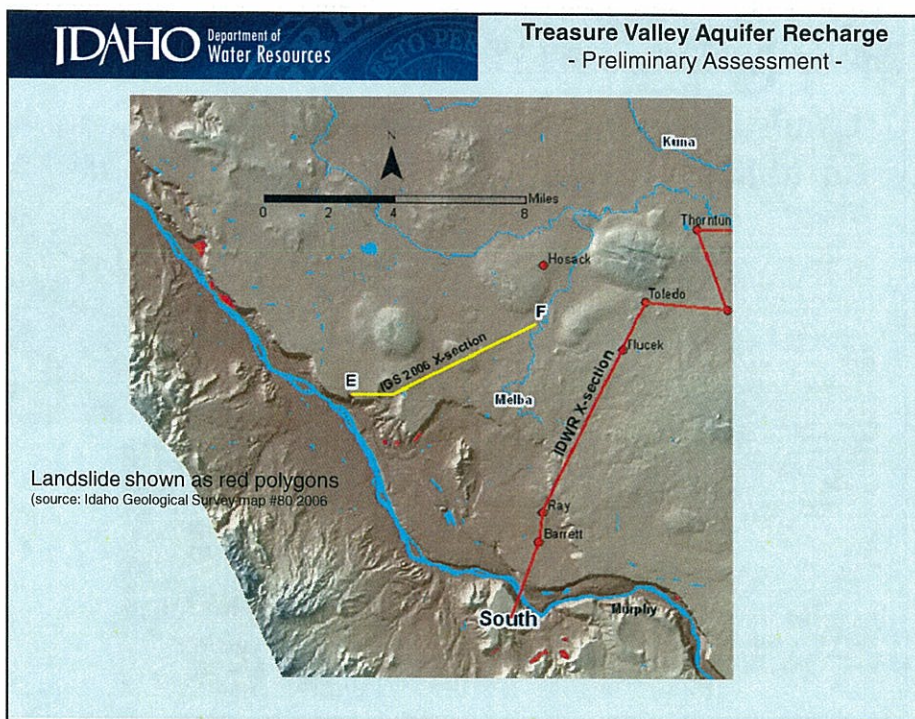 IDAHO Department of
Water Resources
Treasure Valley Aquifer Recharge
- Preliminary Assessment -
Kuna
N
Miles
0 2 4 8
Thorntun
Hosack
Toledo
F
Tlucek
IGS 2006 X-section
E
Melba
IDWR X-section
Landslide shown as red polygons
(source: Idaho Geological Survey map #80 2006
Ray
Barrett
South
Murphy